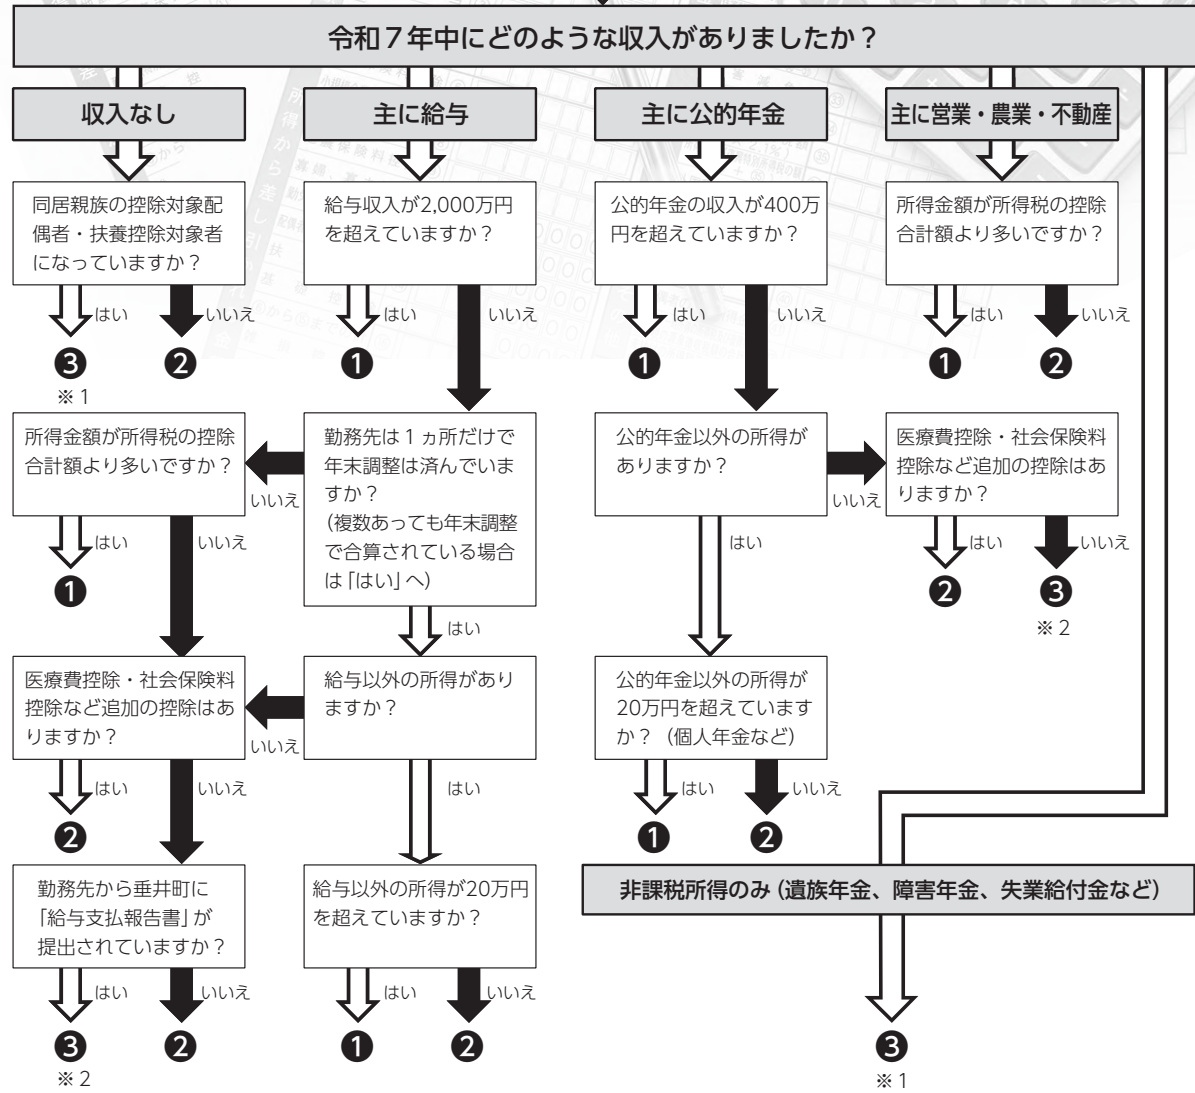 令和７年中にどのような収入がありましたか？
収入なし
同居親族の控除対象配
偶者・扶養控除対象者
になっていますか？
はい
いいえ
❸
❷
※１
主に給与
給与収入が2,000万円
を超えていますか？
はい
いいえ
❶
勤務先は１ヵ所だけで
年末調整は済んでいま
すか？
（複数あっても年末調整
で合算されている場合
は「はい」へ）
いいえ
はい
所得金額が所得税の控除
合計額より多いですか？
はい
いいえ
❶
給与以外の所得があり
ますか？
いいえ
はい
医療費控除・社会保険料
控除など追加の控除はあ
りますか？
はい
いいえ
❷
勤務先から垂井町に
「給与支払報告書」が
提出されていますか？
はい
いいえ
❸
❷
※２
給与以外の所得が20万円
を超えていますか？
はい
いいえ
❶
❷
主に公的年金
公的年金の収入が400万
円を超えていますか？
はい
いいえ
❶
公的年金以外の所得が
ありますか？
いいえ
はい
医療費控除・社会保険料
控除など追加の控除はあ
りますか？
はい
いいえ
❷
❸
※２
公的年金以外の所得が
20万円を超えています
か？（個人年金など）
はい
いいえ
❶
❷
主に営業・農業・不動産
所得金額が所得税の控除
合計額より多いですか？
はい
いいえ
❶
❷
非課税所得のみ（遺族年金、障害年金、失業給付金など）
❸
※１